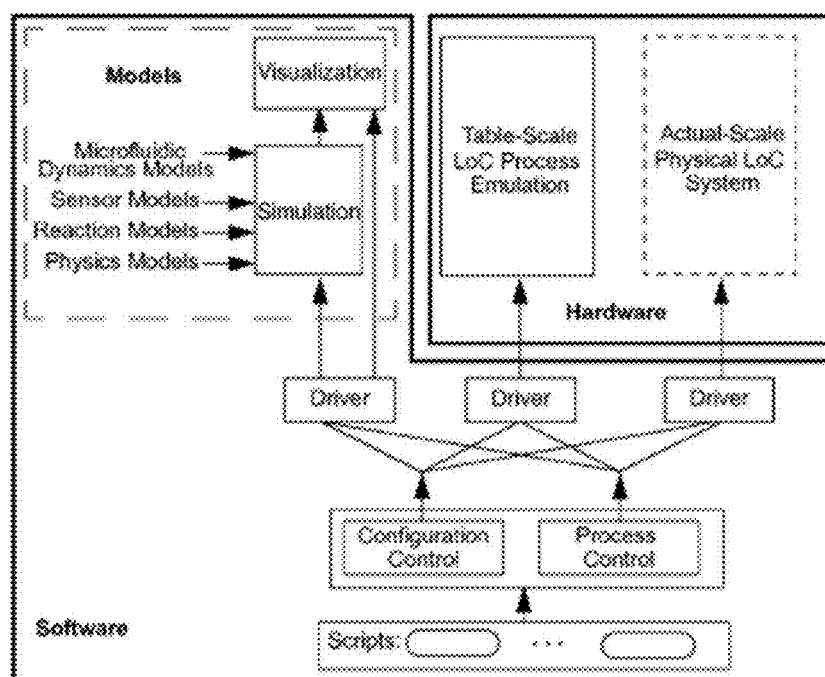 Models
Visualization
Microfluidic
Dynamics Models
Sensor Models
Reaction Models
Physics Models
Simulation
Table-Scale
LoC Process
Emulation
Actual-Scale
Physical LoC
System
Hardware
Driver
Driver
Driver
Configuration
Control
Process
Control
Software
Scripts: ...